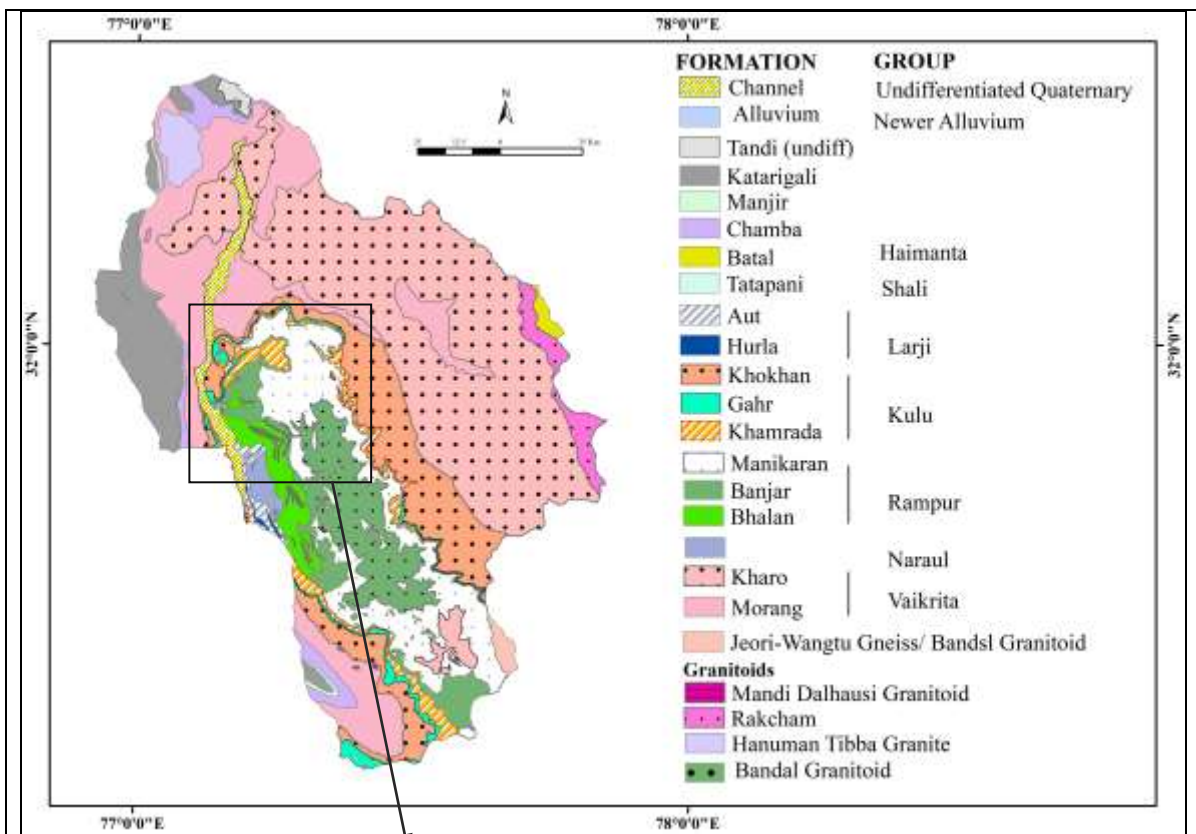 77°0'0"E 78°0'0"E
FORMATION GROUP
Channel Undifferentiated Quaternary
Alluvium Newer Alluvium
N
Tandi (undiff)
Katarigali
Manjir
Chamba
Batal Haimanta
Tatapani Shali
Aut
32°0'0"N Hurla Larji 32°0'0"N
Khokhan
Gahr Kulu
Khamrada
Manikaran
Banjar Rampur
Bhalan
Naraul
Kharo
Morang Vaikrita
Jeori-Wangtu Gneiss/ Bandsl Granitoid
Granitoids
Mandi Dalhausi Granitoid
Rakcham
Hanuman Tibba Granite
Bandal Granitoid
77°0'0"E 78°0'0"E